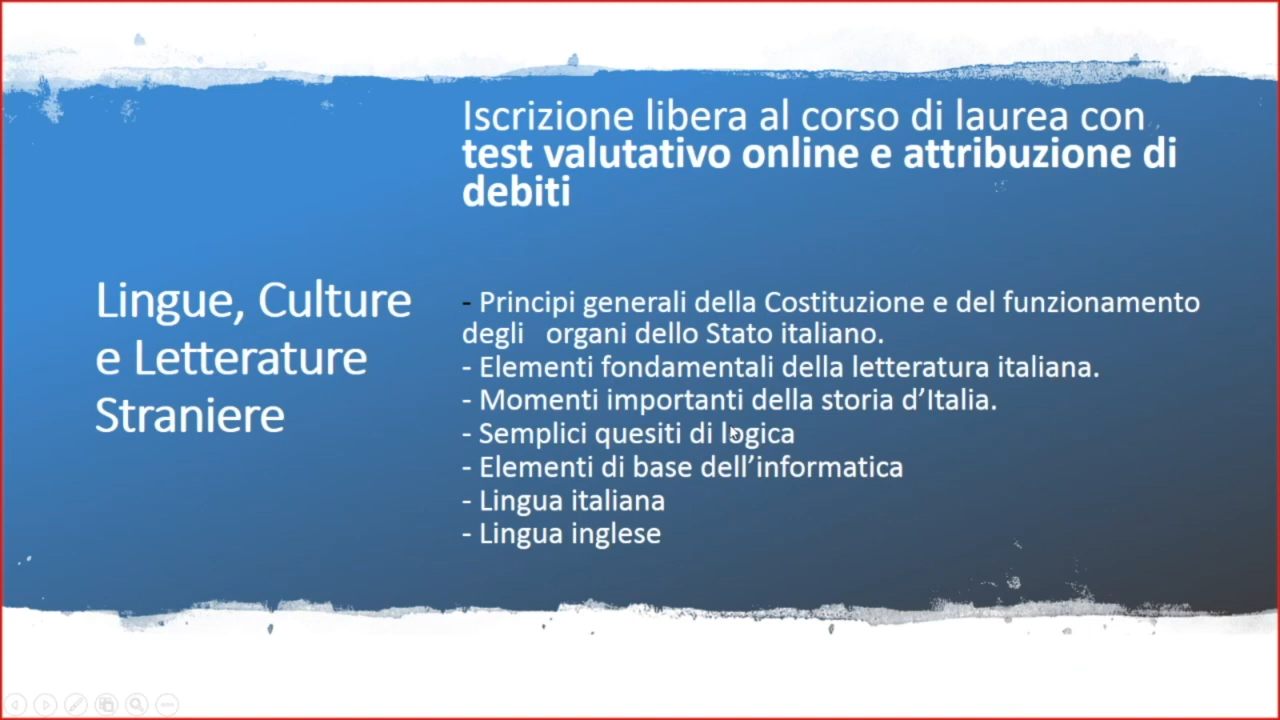 Iscrizione libera al corso di laurea con
test valutativo online e attribuzione di
debiti
Lingue, Culture
e Letterature
Straniere
- Principi generali della Costituzione e del funzionamento
degli   organi dello Stato italiano.
- Elementi fondamentali della letteratura italiana.
- Momenti importanti della storia d’Italia.
- Semplici quesiti di logica
- Elementi di base dell’informatica
- Lingua italiana
- Lingua inglese